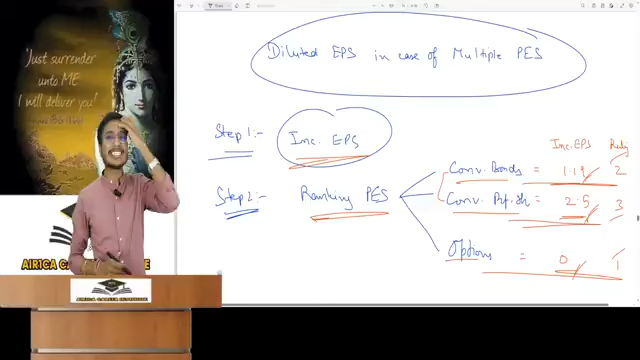 "Just surrender
unto ME
I will deliver you!"
Diluted EPS in case of Multiple PES
Step 1:- Inc. EPS
Inc. EPS
Step 2:- Ranking PES
Conv. Bonds = 1.19 2
Conv. Prf. Sh = 2.5 3
Options = 0 1
AIRICA CAREER INSTITUTE